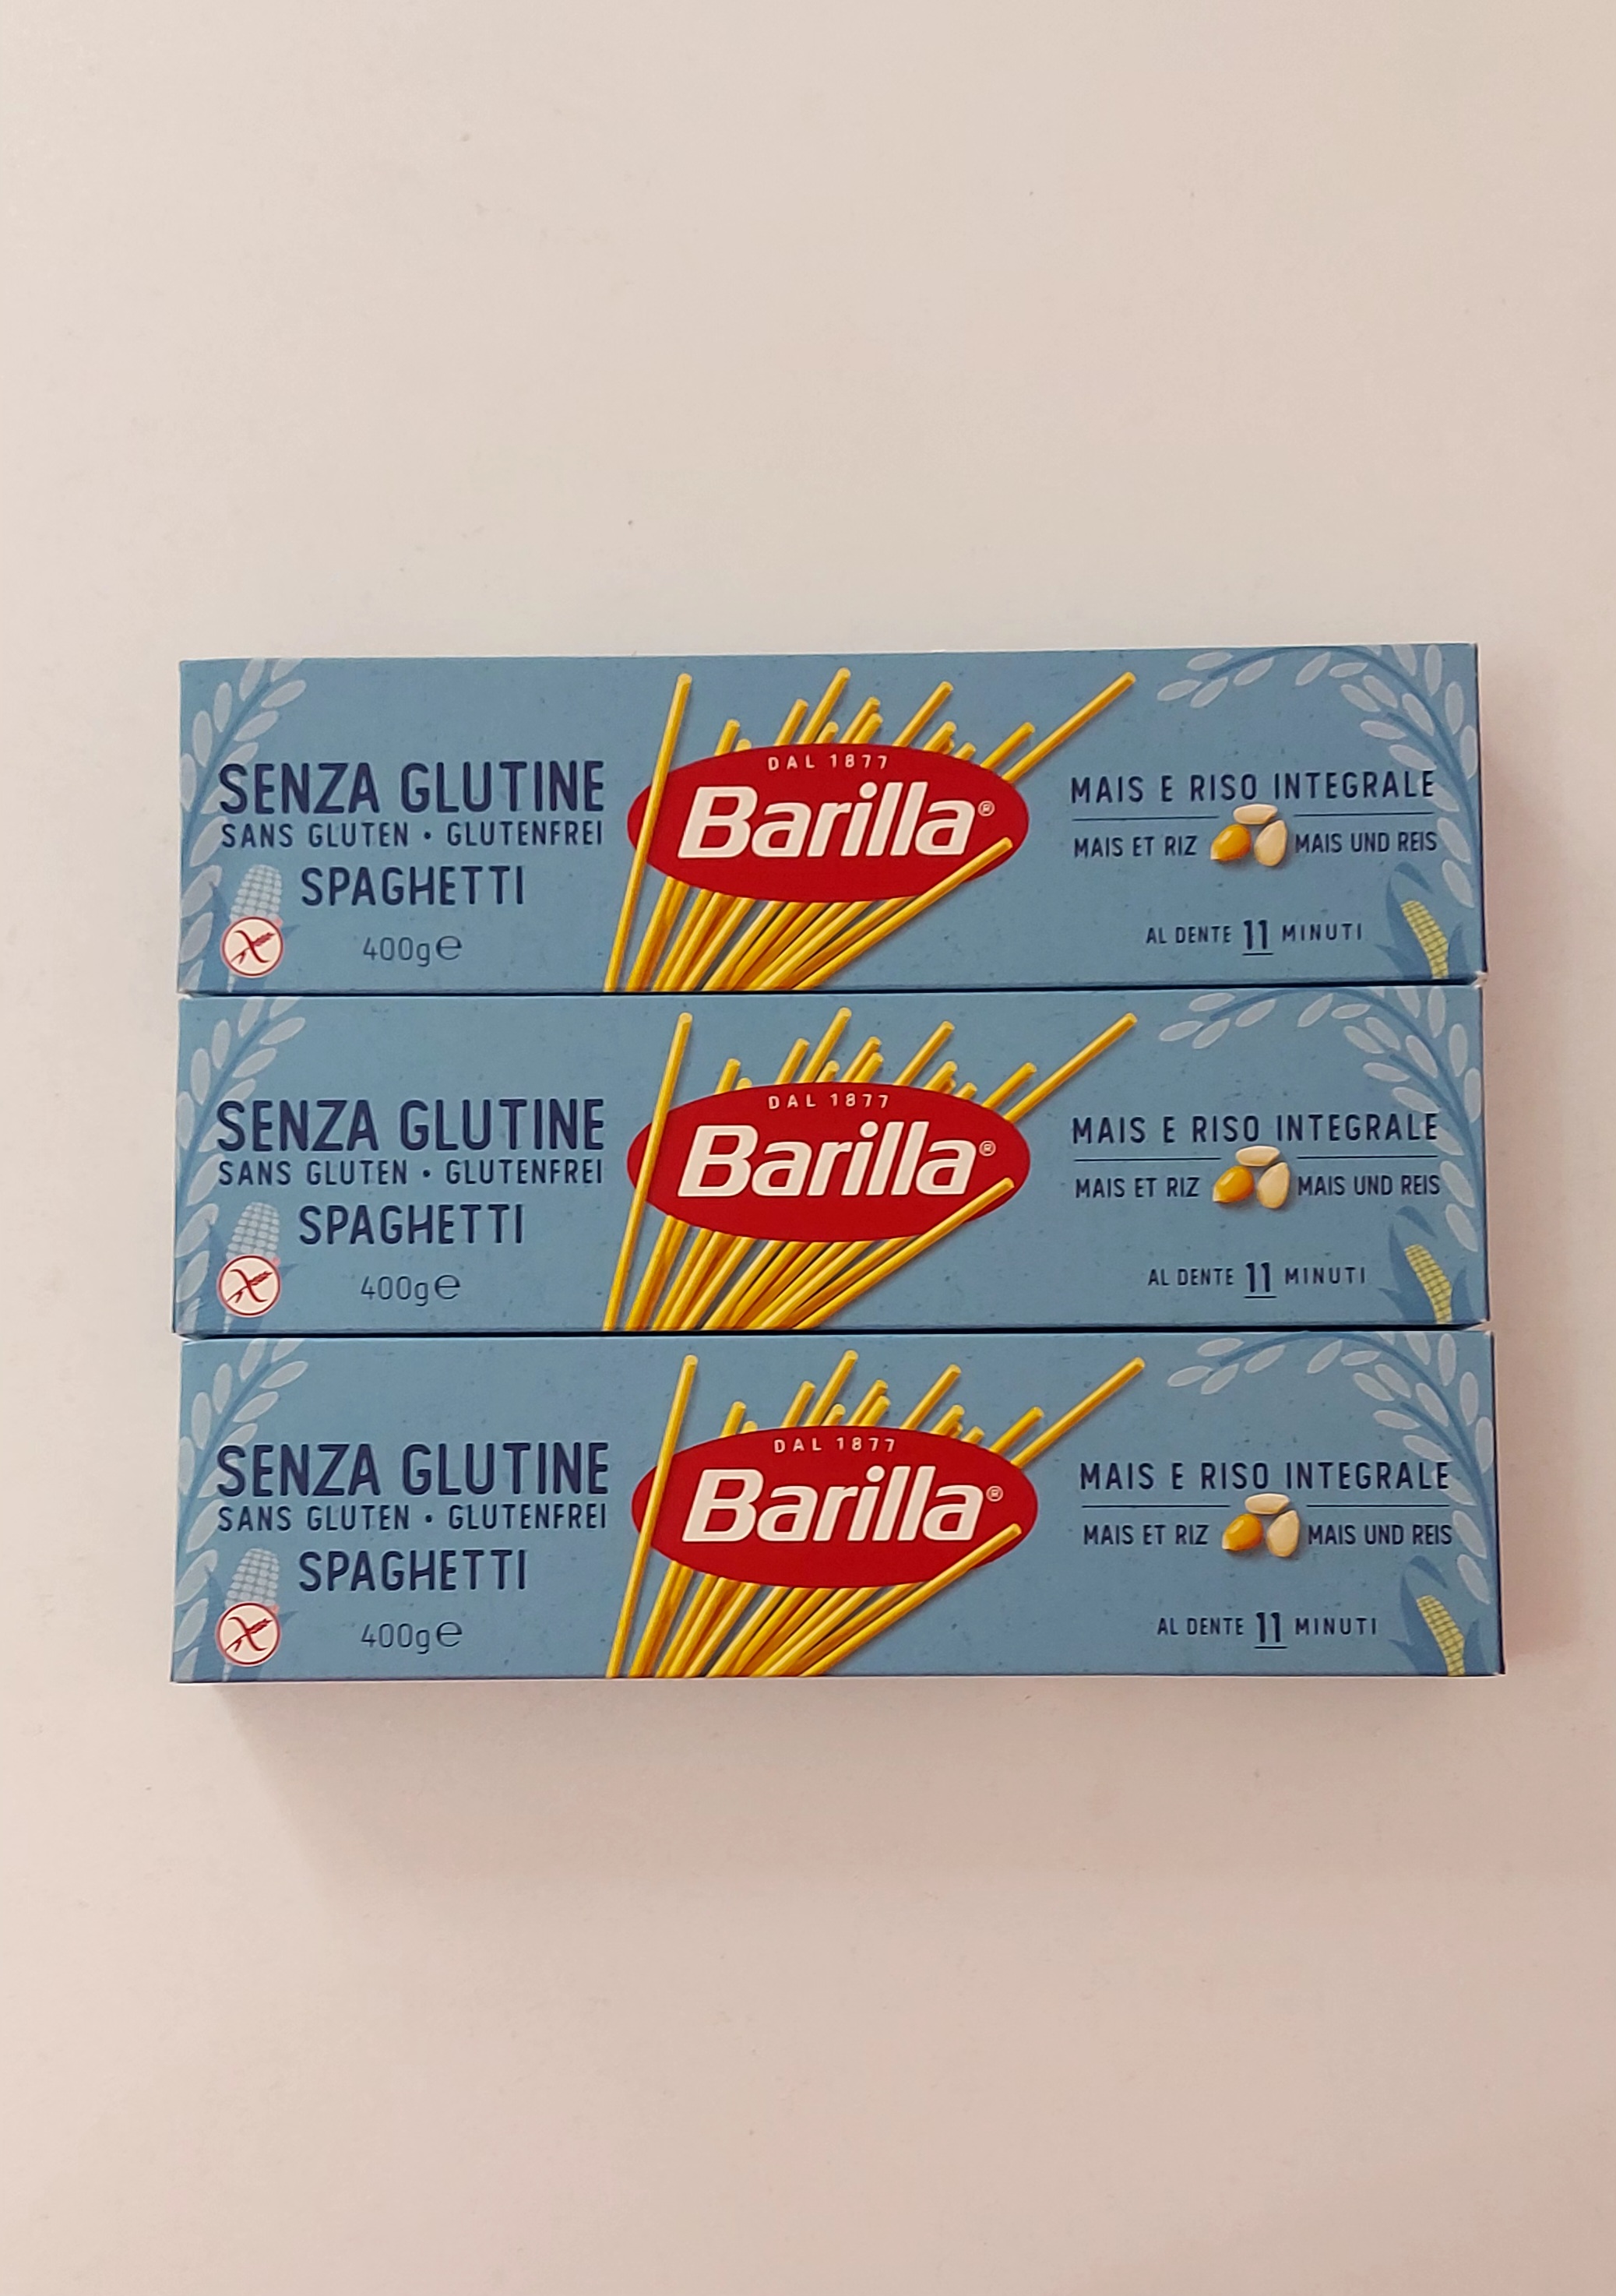 SENZA GLUTINE
SANS GLUTEN • GLUTENFREI
SPAGHETTI
400g℮
DAL 1877
Barilla®
MAIS E RISO INTEGRALE
MAIS ET RIZ MAIS UND REIS
AL DENTE 11 MINUTI
SENZA GLUTINE
SANS GLUTEN • GLUTENFREI
SPAGHETTI
400g℮
DAL 1877
Barilla®
MAIS E RISO INTEGRALE
MAIS ET RIZ MAIS UND REIS
AL DENTE 11 MINUTI
SENZA GLUTINE
SANS GLUTEN • GLUTENFREI
SPAGHETTI
400g℮
DAL 1877
Barilla®
MAIS E RISO INTEGRALE
MAIS ET RIZ MAIS UND REIS
AL DENTE 11 MINUTI